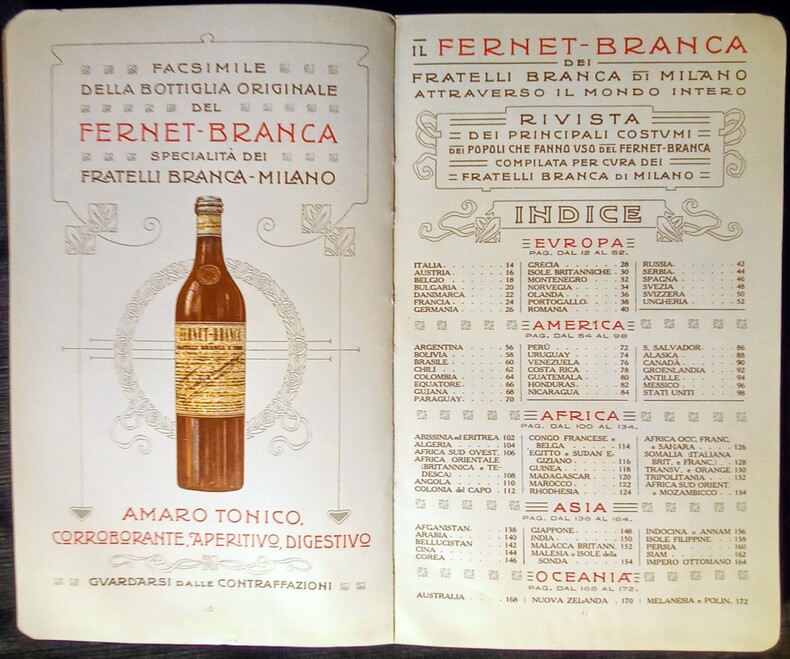 FACSIMILE
DELLA BOTTIGLIA ORIGINALE
DEL
FERNET-BRANCA
SPECIALITÀ DEI
FRATELLI BRANCA-MILANO
FERNET-BRANCA
AMARO TONICO,
CORROBORANTE, APERITIVO, DIGESTIVO
GUARDARSI DALLE CONTRAFFAZIONI
IL FERNET-BRANCA
DEI
FRATELLI BRANCA DI MILANO
ATTRAVERSO IL MONDO INTERO
RIVISTA
DEI PRINCIPALI COSTUMI
DEI POPOLI CHE FANNO USO DEL FERNET-BRANCA
COMPILATA PER CURA DEI
FRATELLI BRANCA DI MILANO
INDICE
EVROPA
PAG. DAL 12 AL 52.
ITALIA . . . . . 14
AUSTRIA . . . . . 16
BELGIO . . . . . 18
BULGARIA . . . . . 20
DANIMARCA . . . . . 22
FRANCIA . . . . . 24
GERMANIA . . . . . 26
GRECIA . . . . . 28
ISOLE BRITANNICHE . 30
MONTENEGRO . . . . . 32
NORVEGIA . . . . . 34
OLANDA . . . . . 36
PORTOGALLO . . . . . 38
ROMANIA . . . . . 40
RUSSIA . . . . . 42
SERBIA . . . . . 44
SPAGNA . . . . . 46
SVEZIA . . . . . 48
SVIZZERA . . . . . 50
UNGHERIA . . . . . 52
AMERICA
PAG. DAL 54 AL 98
ARGENTINA . . . . . 56
BOLIVIA . . . . . 58
BRASILE . . . . . 60
CHILI . . . . . 62
COLOMBIA . . . . . 64
EQUATORE . . . . . 66
GUJANA . . . . . 68
PARAGUAY . . . . . 70
PERÙ . . . . . 72
URUGUAY . . . . . 74
VENEZUELA . . . . . 76
COSTA RICA . . . . . 78
GUATEMALA . . . . . 80
HONDURAS . . . . . 82
NICARAGUA . . . . . 84
S. SALVADOR . . . . . 86
ALASKA . . . . . 88
CANADÀ . . . . . 90
GROENLANDIA . . . . . 92
ANTILLE . . . . . 94
MESSICO . . . . . 96
STATI UNITI . . . . . 98
AFRICA
PAG. DAL 100 AL 134.
ABISSINIA ed ERITREA 102
ALGERIA . . . . . 104
AFRICA SUD OVEST . 106
AFRICA ORIENTALE
(BRITANNICA e TE-
DESCA) . . . . . 108
ANGOLA . . . . . 110
COLONIA del CAPO . 112
CONGO FRANCESE e
BELGA . . . . . 114
EGITTO e SUDAN E-
GIZIANO . . . . . 116
GUINEA . . . . . 118
MADAGASCAR . . . . . 120
MAROCCO . . . . . 122
RHODHESIA . . . . . 124
AFRICA OCC. FRANC.
e SAHARA . . . . . 126
SOMALIA (ITALIANA
BRIT. e FRANC.) . . 128
TRANSV. e ORANGE 130
TRIPOLITANIA . . . . . 132
AFRICA SUD ORIENT.
o MOZAMBICCO . . 134
ASIA
PAG. DAL 136 AL 164.
AFGANISTAN . . . . . 138
ARABIA . . . . . 140
BELLUCISTAN . . . . . 142
CINA . . . . . 144
COREA . . . . . 146
GIAPPONE . . . . . 148
INDIA . . . . . 150
MALACCA BRITANN. 152
MALESIA e ISOLE della
SONDA . . . . . 154
INDOCINA o ANNAM 156
ISOLE FILIPPINE . . 158
PERSIA . . . . . 160
SIAM . . . . . 162
IMPERO OTTOMANO 164
OCEANIA
PAG. DAL 166 AL 172.
AUSTRALIA . . . . . 168
NUOVA ZELANDA . 170
MELANESIA e POLIN. 172